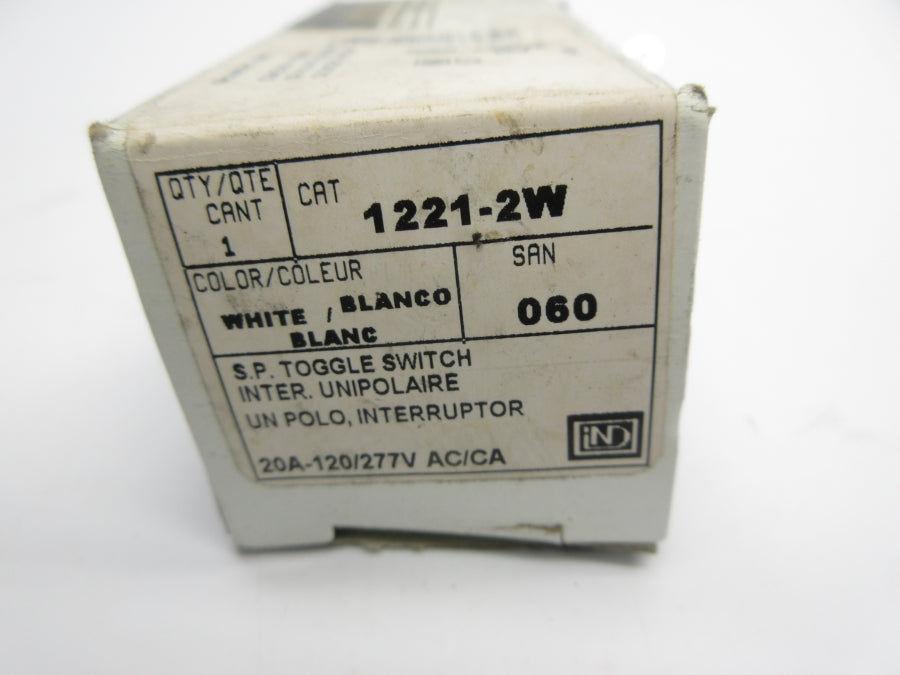 QTY/QTE
CANT
1
CAT
1221-2W
COLOR/COLEUR
WHITE / BLANCO
BLANC
SAN
060
S.P. TOGGLE SWITCH
INTER. UNIPOLAIRE
UN POLO, INTERRUPTOR
20A-120/277V AC/CA
IND